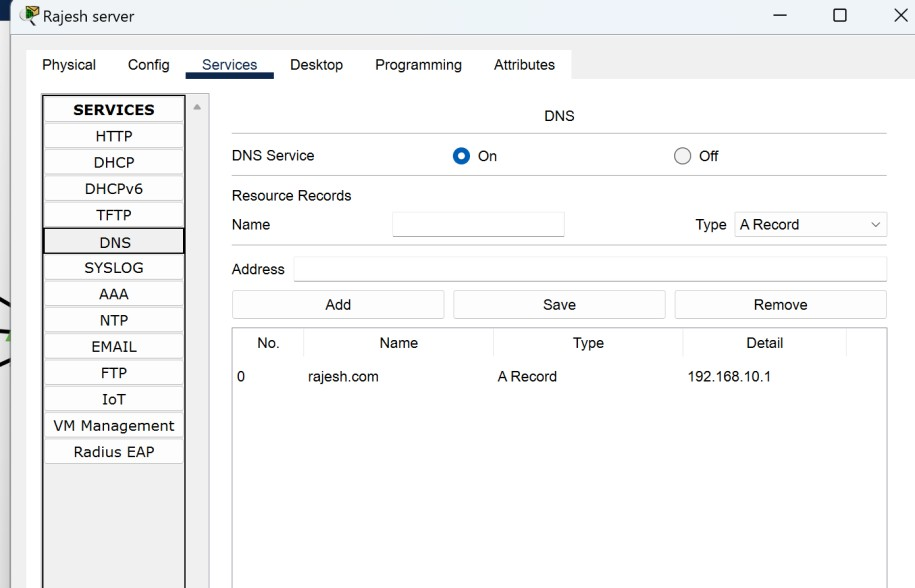 Rajesh server
Physical Config Services Desktop Programming Attributes
SERVICES
HTTP
DHCP
DHCPv6
TFTP
DNS
SYSLOG
AAA
NTP
EMAIL
FTP
IoT
VM Management
Radius EAP
DNS
DNS Service On Off
Resource Records
Name Type A Record
Address
Add Save Remove
No. Name Type Detail
0 rajesh.com A Record 192.168.10.1